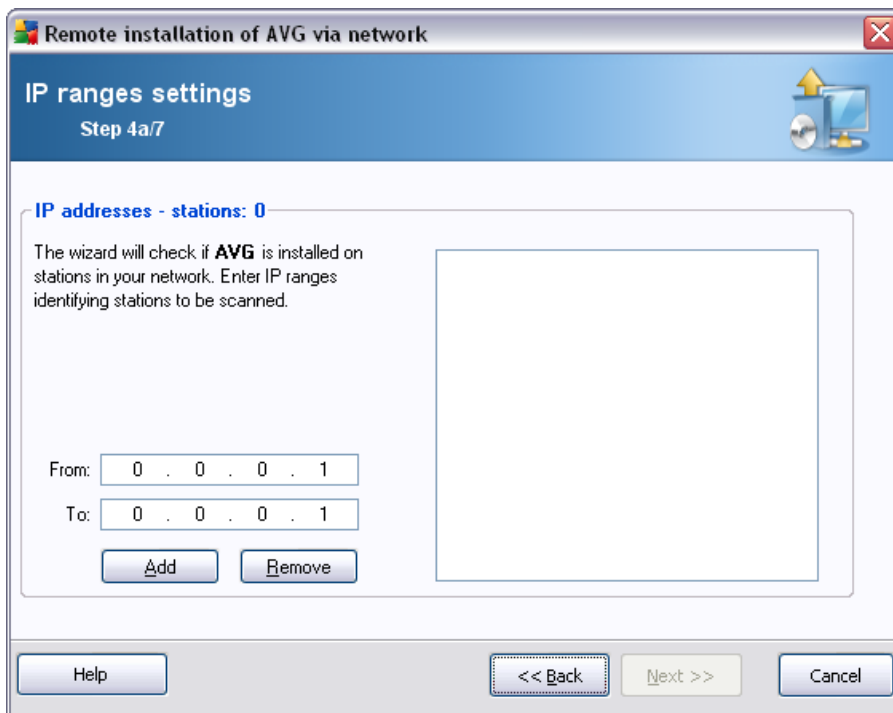 Remote installation of AVG via network
IP ranges settings
Step 4a/7
IP addresses - stations: 0
The wizard will check if AVG is installed on
stations in your network. Enter IP ranges
identifying stations to be scanned.
From: 0 . 0 . 0 . 1
To: 0 . 0 . 0 . 1
Add Remove
Help << Back Next >> Cancel